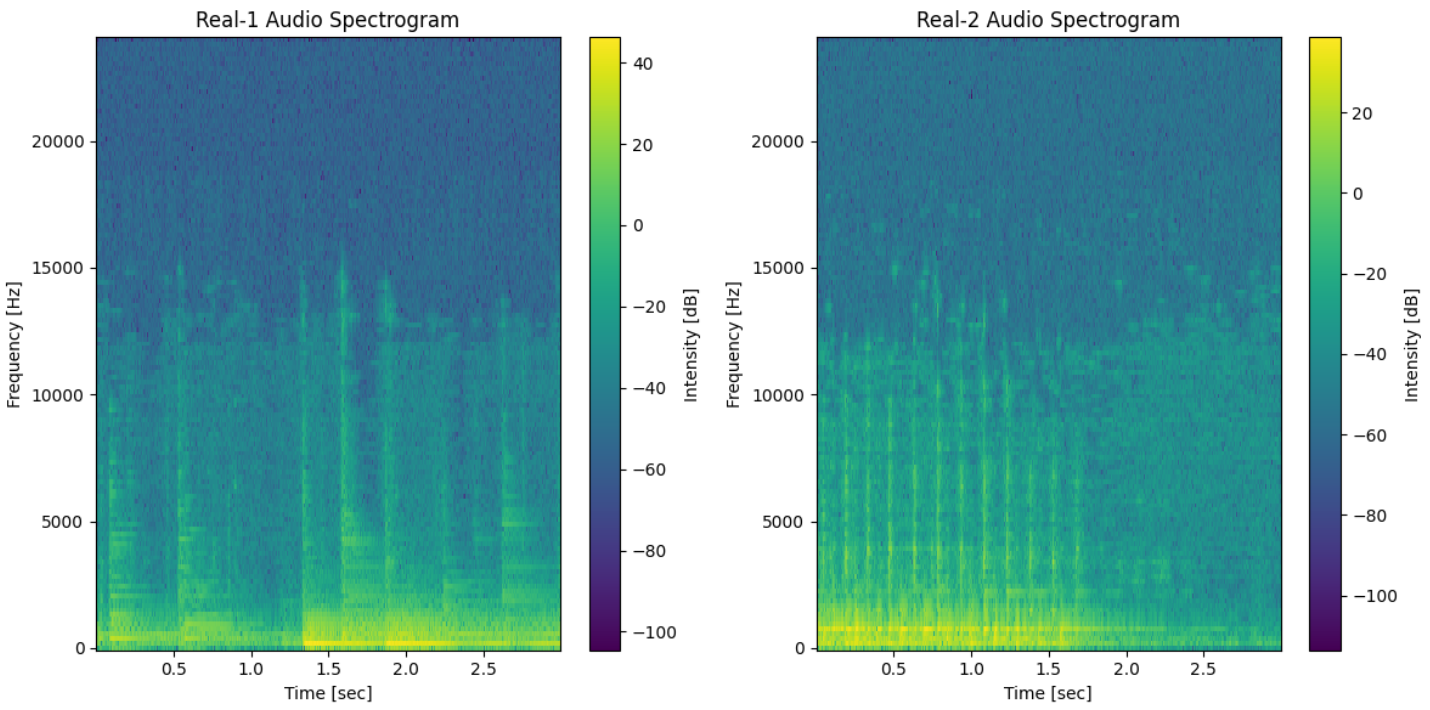 Real-1 Audio Spectrogram
Frequency [Hz]
20000
15000
10000
5000
0
0.5 1.0 1.5 2.0 2.5
Time [sec]
40
20
0
−20
−40
−60
−80
−100
Intensity [dB]
Real-2 Audio Spectrogram
Frequency [Hz]
20000
15000
10000
5000
0
0.5 1.0 1.5 2.0 2.5
Time [sec]
20
0
−20
−40
−60
−80
−100
Intensity [dB]